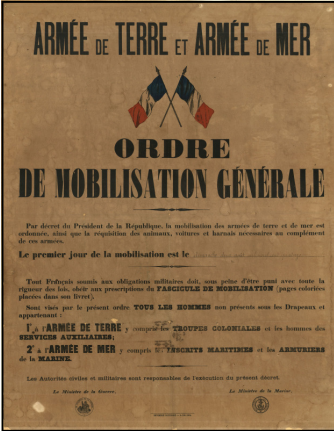 ARMÉE DE TERRE ET ARMÉE DE MER
ORDRE
DE MOBILISATION GÉNÉRALE
Par décret du Président de la République, la mobilisation des armées de terre et de mer est
ordonnée, ainsi que la réquisition des animaux, voitures et harnais nécessaires au complément
de ces armées.
Le premier jour de la mobilisation est le
Tout Français soumis aux obligations militaires doit, sous peine d'être puni avec toute la
rigueur des lois, obéir aux prescriptions du FASCICULE DE MOBILISATION (pages coloriées
placées dans son livret).
Sont visés par le présent ordre TOUS LES HOMMES non présents sous les Drapeaux et
appartenant :
1° à l'ARMÉE DE TERRE y compris les TROUPES COLONIALES et les hommes des
SERVICES AUXILIAIRES;
2° à l'ARMÉE DE MER y compris les INSCRITS MARITIMES et les ARMURIERS
de la MARINE.
Les Autorités civiles et militaires sont responsables de l'exécution du présent décret.
Le Ministre de la Guerre, Le Ministre de la Marine,